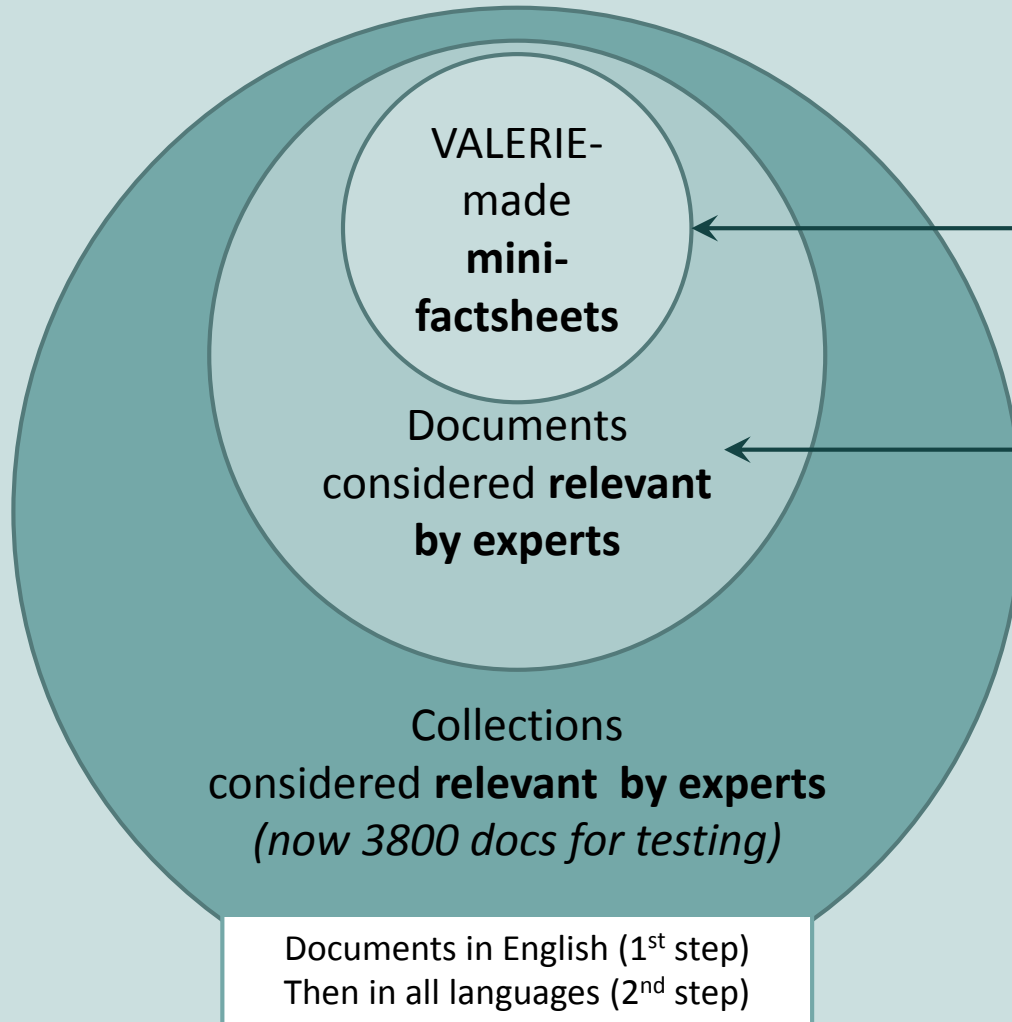 VALERIE-
made
mini-
factsheets
Documents
considered relevant
by experts
Collections
considered relevant by experts
(now 3800 docs for testing)
Documents in English (1st step)
Then in all languages (2nd step)